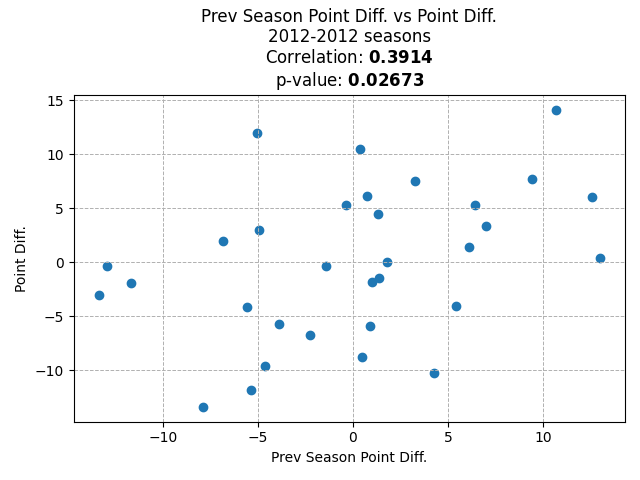 Prev Season Point Diff. vs Point Diff.
2012-2012 seasons
Correlation: 0.3914
p-value: 0.02673
15
10
5
0
−5
−10
Point Diff.
−10
−5
0
5
10
Prev Season Point Diff.